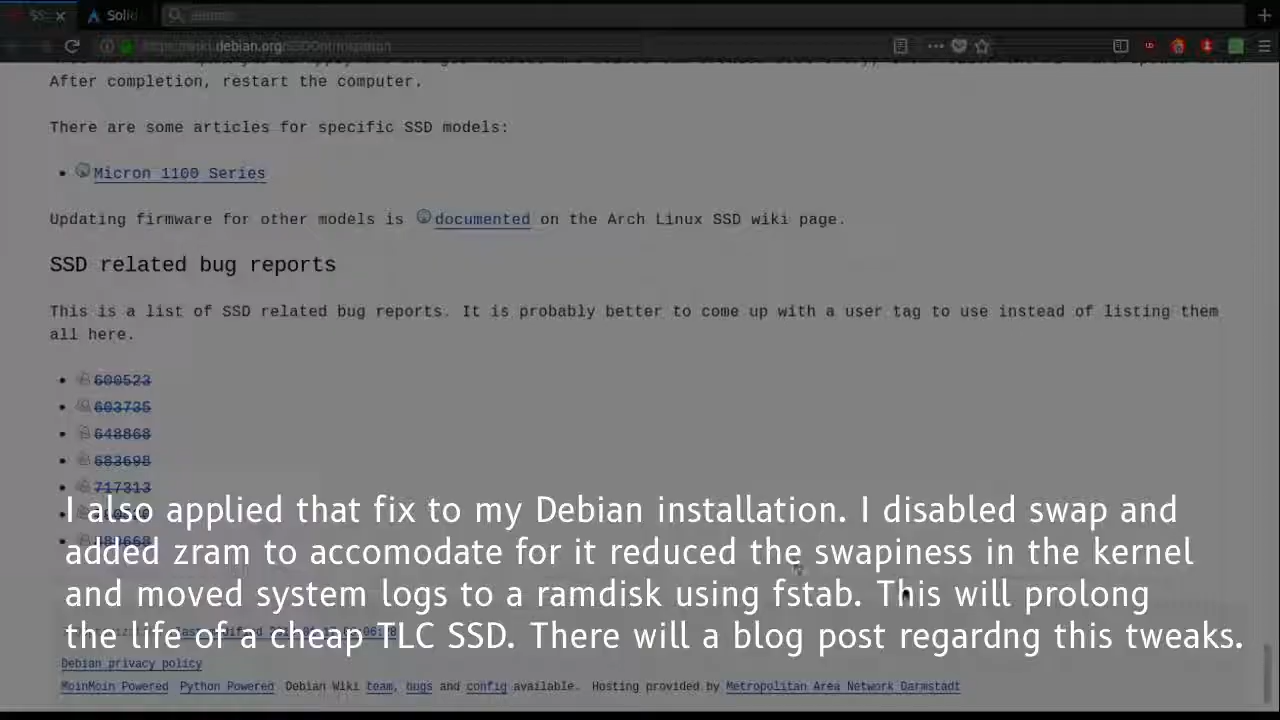 Solid
debian.org
After completion, restart the computer.
There are some articles for specific SSD models:
Micron 1100 Series
Updating firmware for other models is documented on the Arch Linux SSD wiki page.
SSD related bug reports
This is a list of SSD related bug reports. It is probably better to come up with a user tag to use instead of listing them
all here.
600523
603735
648868
683698
717313
I also applied that fix to my Debian installation. I disabled swap and
added zram to accomodate for it reduced the swapiness in the kernel
and moved system logs to a ramdisk using fstab. This will prolong
the life of a cheap TLC SSD. There will a blog post regardng this tweaks.
Debian privacy policy
MoinMoin Powered Python Powered Debian Wiki team, bugs and config available. Hosting provided by Metropolitan Area Network Darmstadt